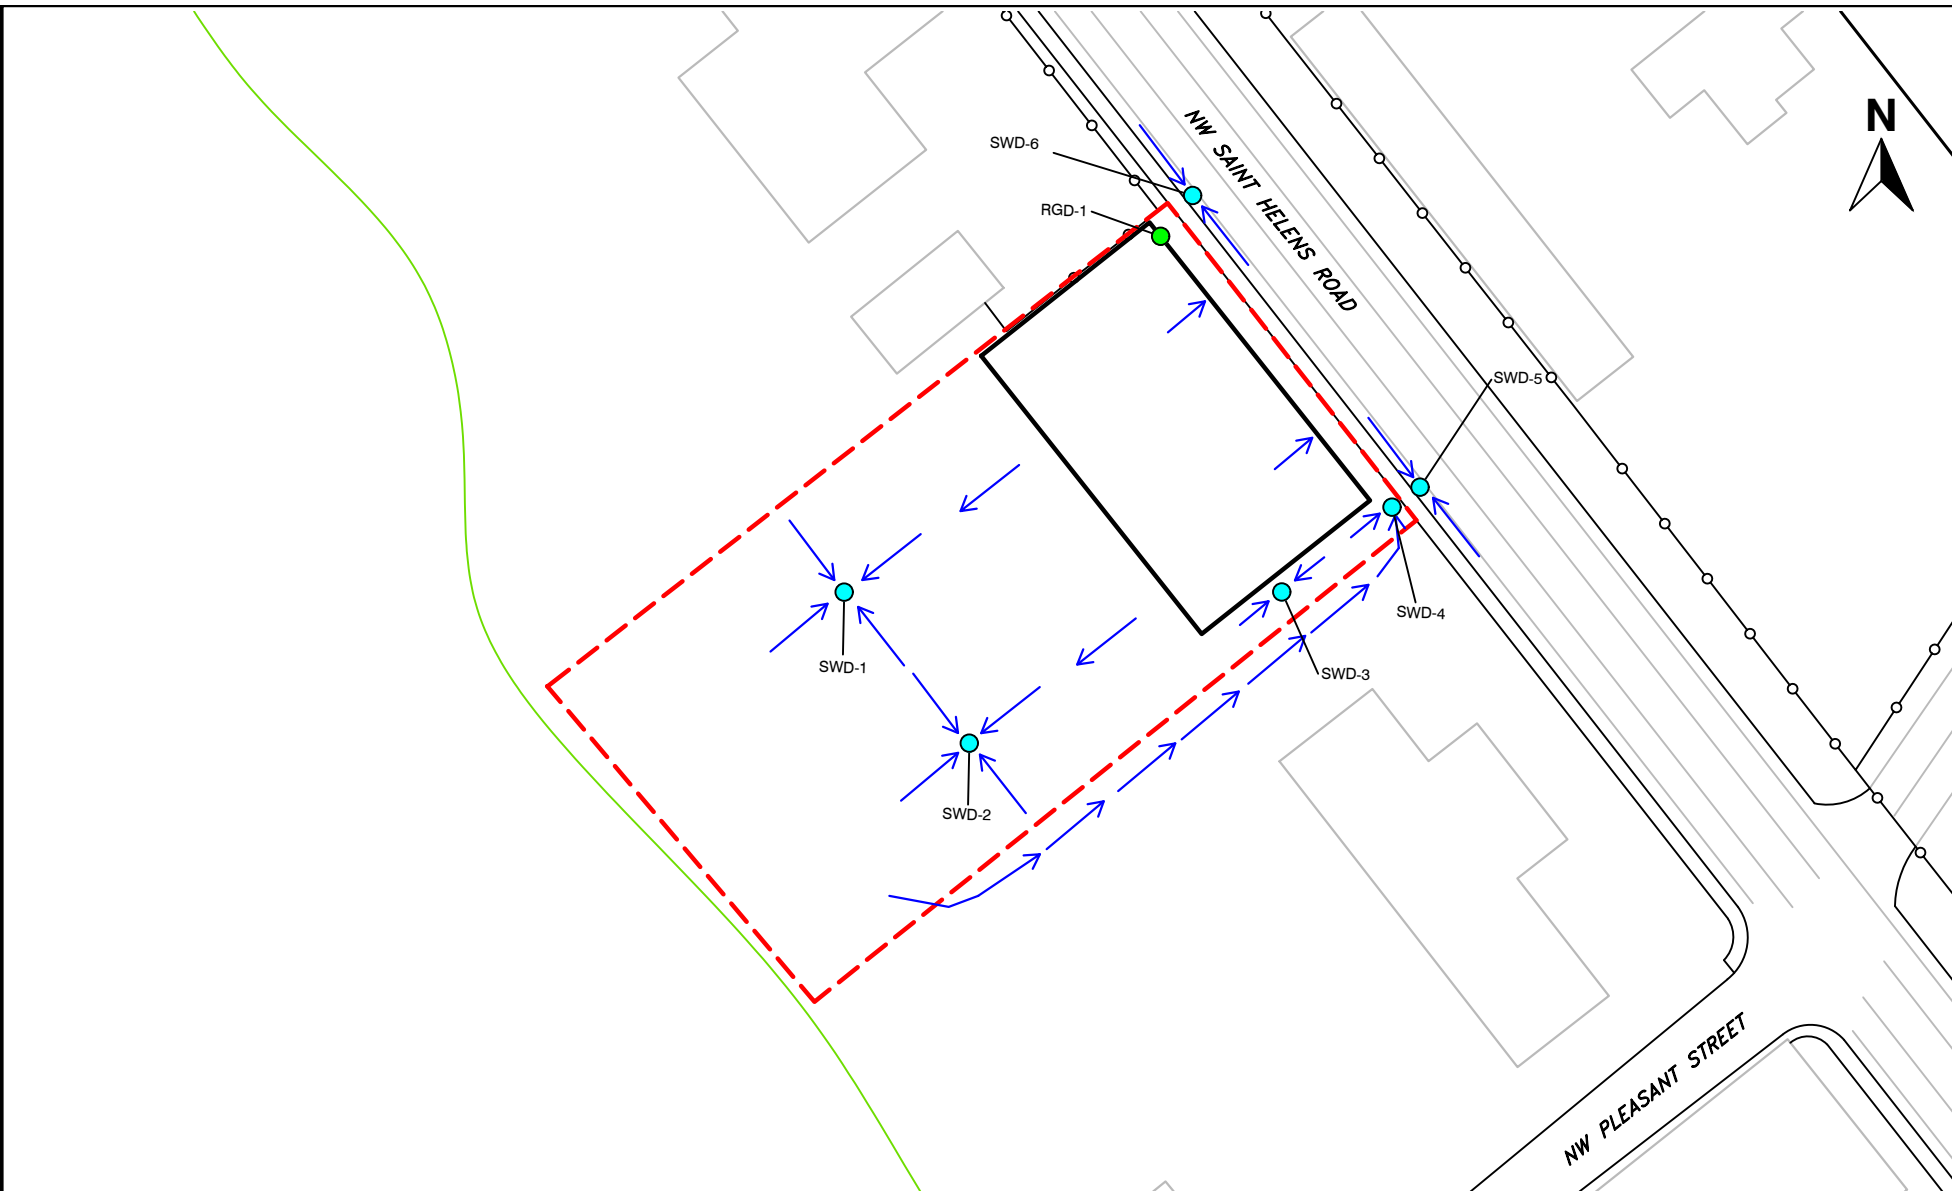 N
SWD-6
NW SAINT HELENS ROAD
RGD-1
SWD-5
SWD-4
SWD-1
SWD-3
SWD-2
NW PLEASANT STREET